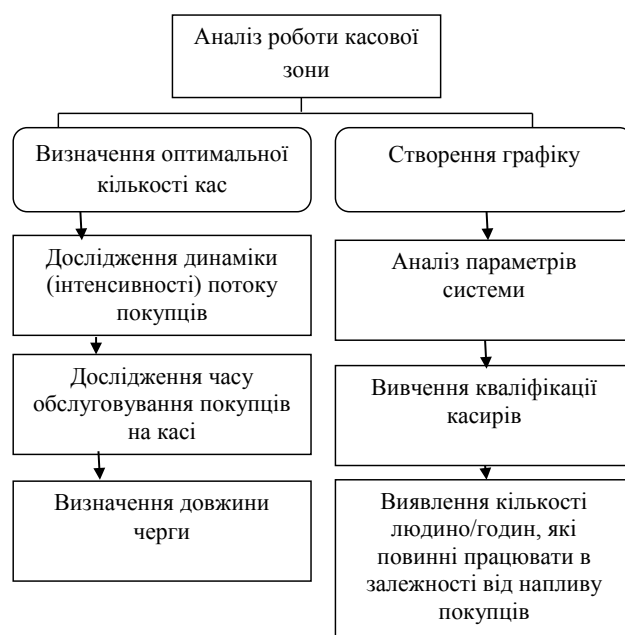 Аналіз роботи касової
зони
Визначення оптимальної
кількості кас
Дослідження динаміки
(інтенсивності) потоку
покупців
Дослідження часу
обслуговування покупців
на касі
Визначення довжини
черги
Створення графіку
Аналіз параметрів
системи
Вивчення кваліфікації
касирів
Виявлення кількості
людино/годин, які
повинні працювати в
залежності від напливу
покупців